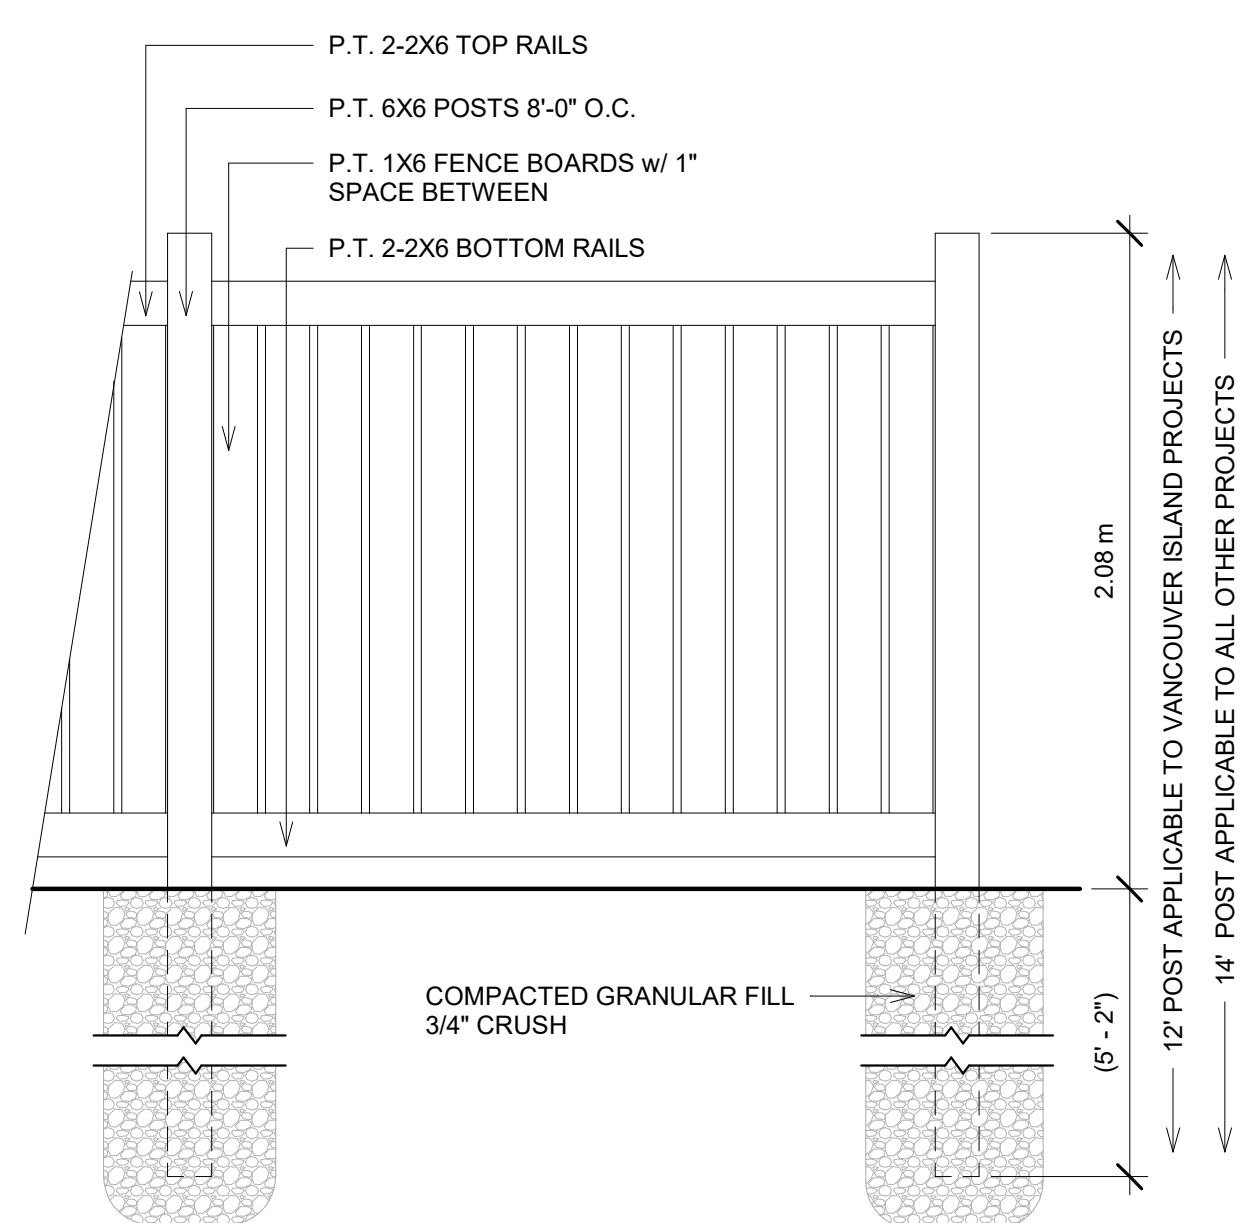 P.T. 2-2X6 TOP RAILS
P.T. 6X6 POSTS 8'-0" O.C.
P.T. 1X6 FENCE BOARDS w/ 1"
SPACE BETWEEN
P.T. 2-2X6 BOTTOM RAILS
COMPACTED GRANULAR FILL
3/4" CRUSH
2.08 m
(5' - 2")
12' POST APPLICABLE TO VANCOUVER ISLAND PROJECTS
14' POST APPLICABLE TO ALL OTHER PROJECTS